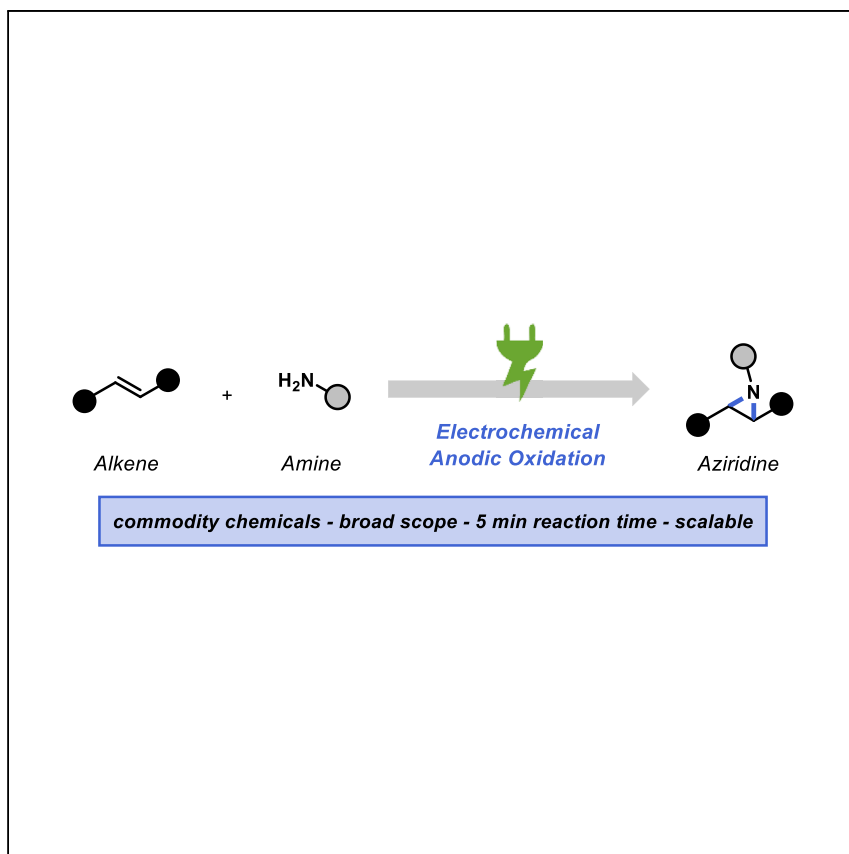 H₂N
N
+
Electrochemical
Anodic Oxidation
Alkene
Amine
Aziridine
commodity chemicals - broad scope - 5 min reaction time - scalable